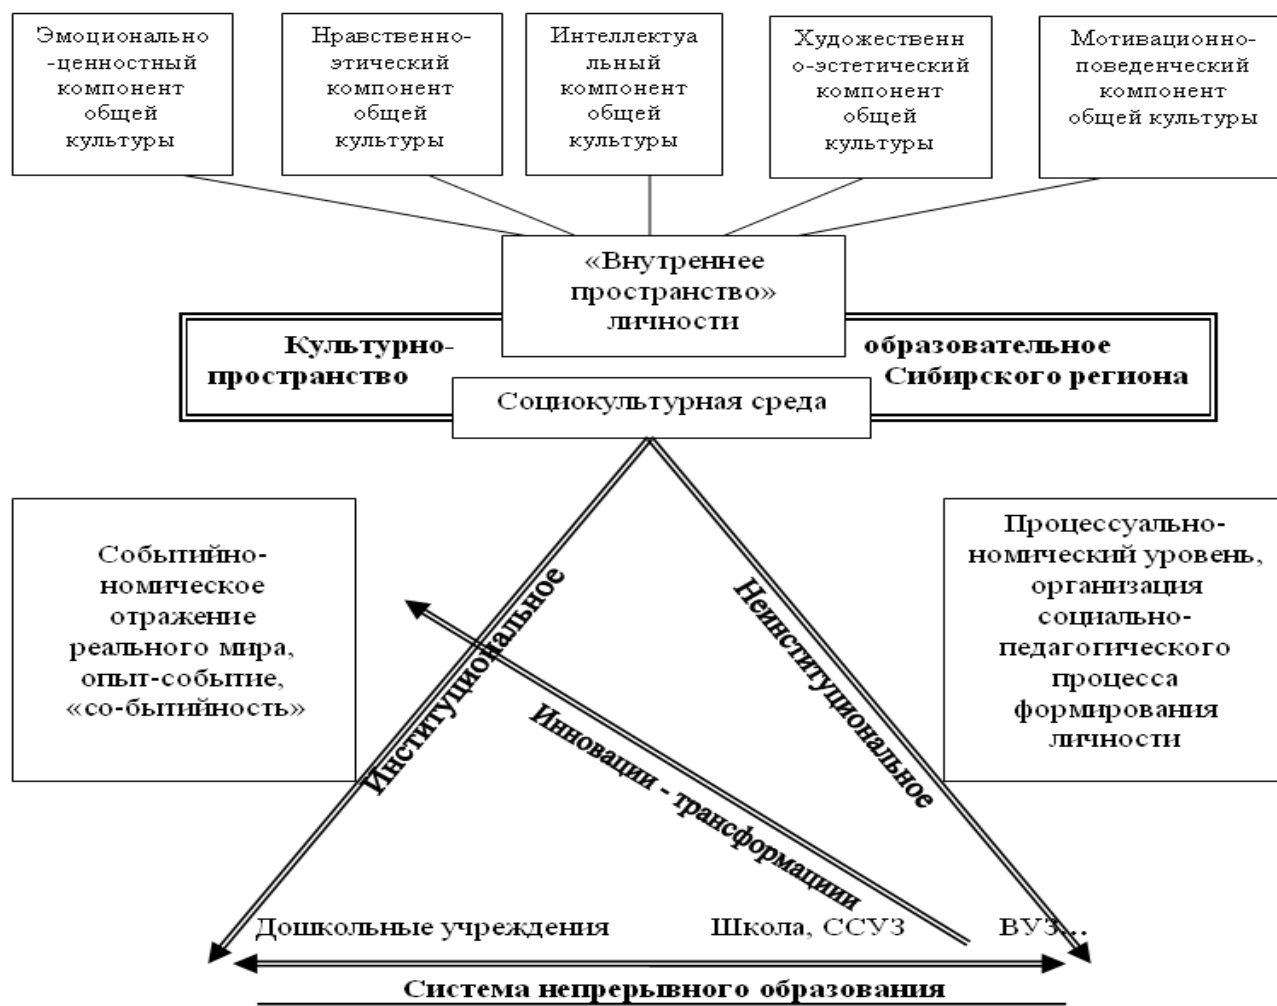 Эмоционально
-ценностный
компонент
общей
культуры
Нравственно-
этический
компонент
общей
культуры
Интеллектуа
льный
компонент
общей
культуры
Художественн
о-эстетический
компонент
общей
культуры
Мотивационно-
поведенческий
компонент
общей культуры
«Внутреннее
пространство»
личности
Культурно- образовательное
пространство Сибирского региона
Социокультурная среда
Событийно-
номическое
отражение
реального мира,
опыт-событие,
«со-бытийность»
Институциональное
Неинституциональное
Инновации - трансформациии
Процессуально-
номический уровень,
организация
социально-
педагогического
процесса
формирования
личности
Дошкольные учреждения Школа, ССУЗ ВУЗ...
Система непрерывного образования